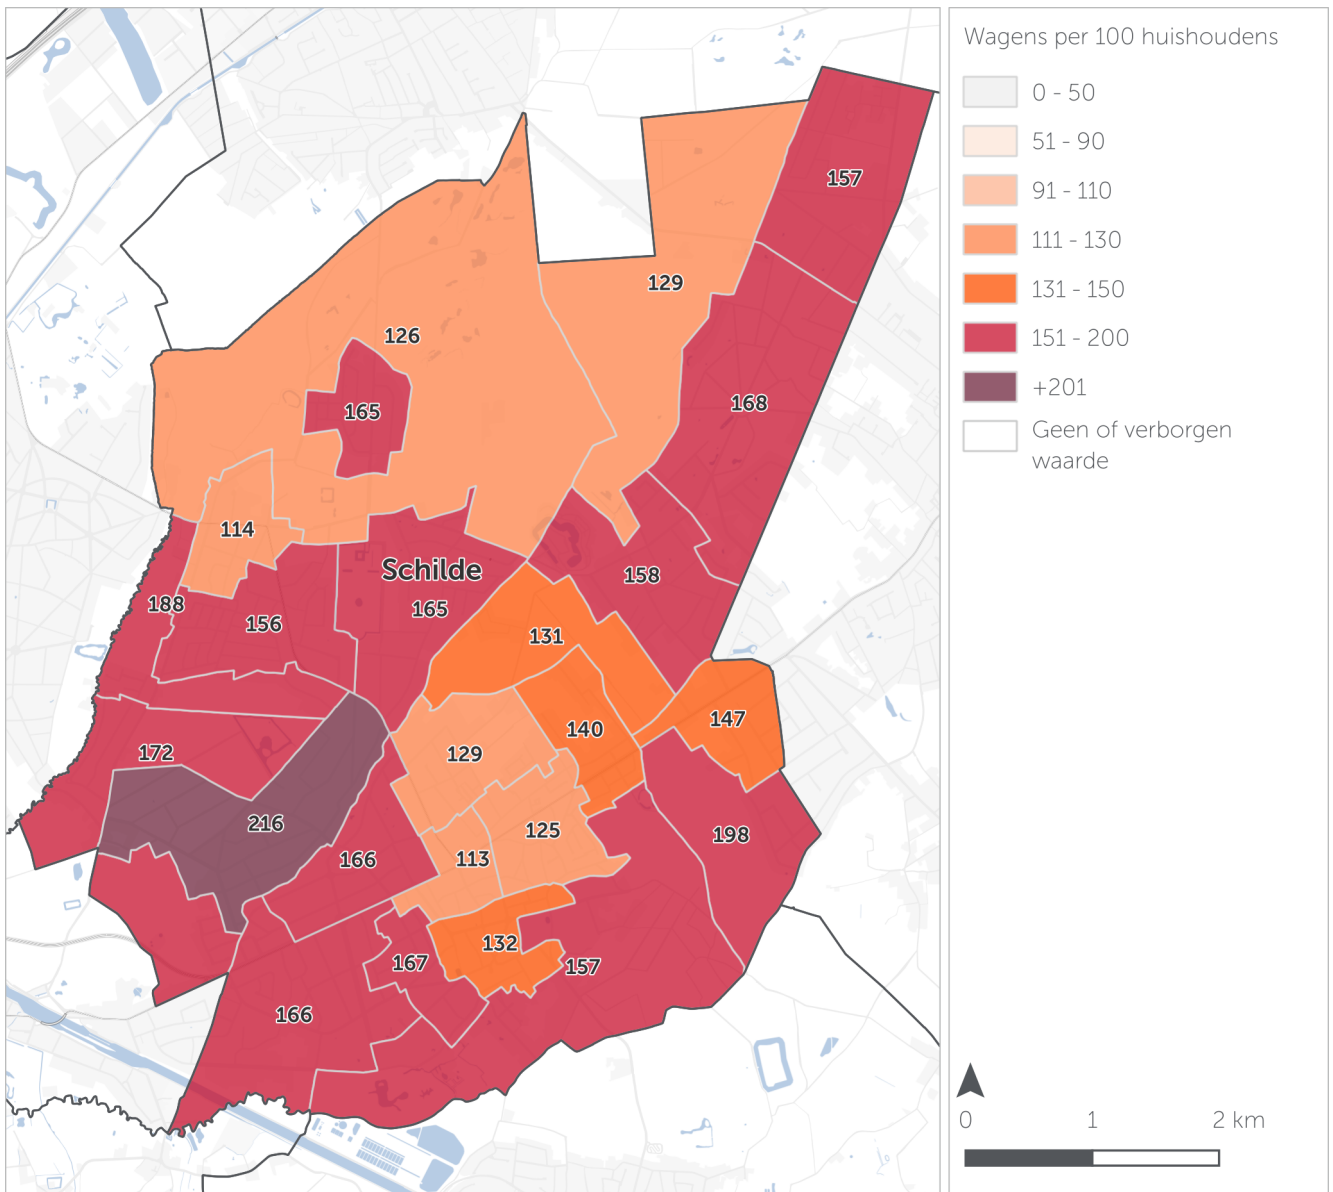 157
129
126
168
165
114
Schilde
158
188
165
156
131
147
140
172
129
216
125
198
166
113
132
167
157
166
Wagens per 100 huishoudens
0 - 50
51 - 90
91 - 110
111 - 130
131 - 150
151 - 200
+201
Geen of verborgen
waarde
0 1 2 km